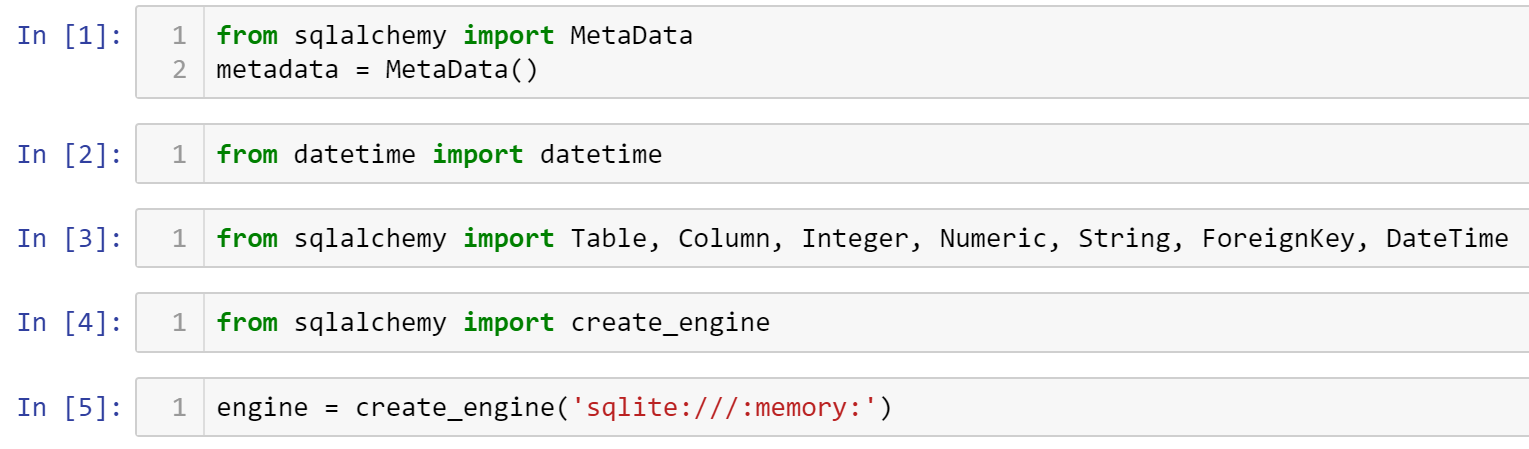 In [1]: 1 from sqlalchemy import MetaData
2 metadata = MetaData()
In [2]: 1 from datetime import datetime
In [3]: 1 from sqlalchemy import Table, Column, Integer, Numeric, String, ForeignKey, DateTime
In [4]: 1 from sqlalchemy import create_engine
In [5]: 1 engine = create_engine('sqlite:///:memory:')